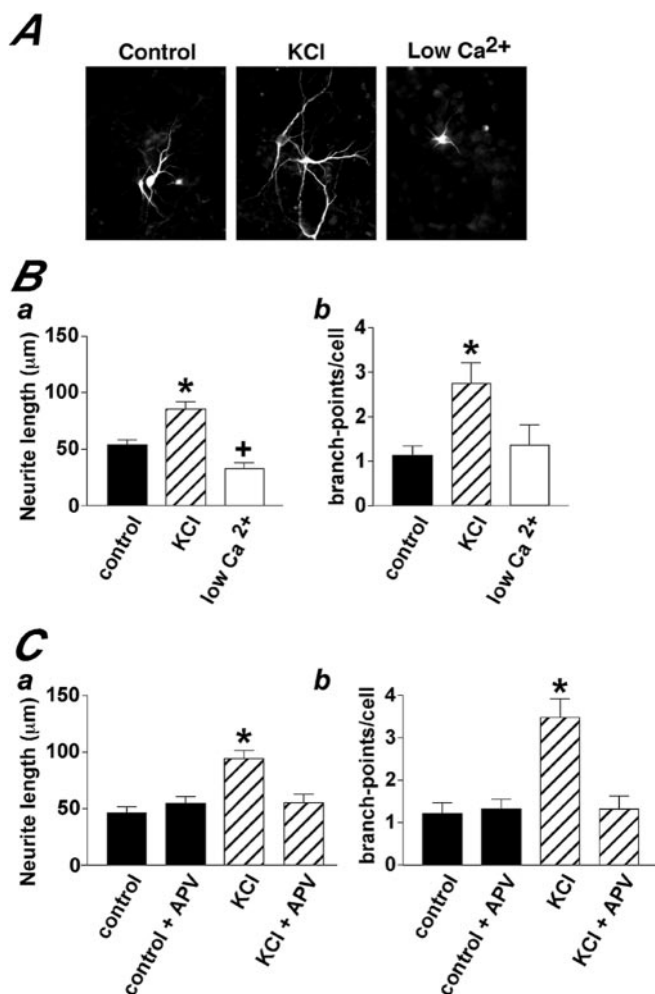 A
Control KCl Low Ca2+
B
a
Neurite length (μm)
150
100
50
0
*
+
control
KCl
low Ca 2+
b
branch-points/cell
4
3
2
1
0
*
control
KCl
low Ca 2+
C
a
Neurite length (μm)
150
100
50
0
*
control
control + APV
KCl
KCl + APV
b
branch-points/cell
4
3
2
1
0
*
control
control + APV
KCl
KCl + APV